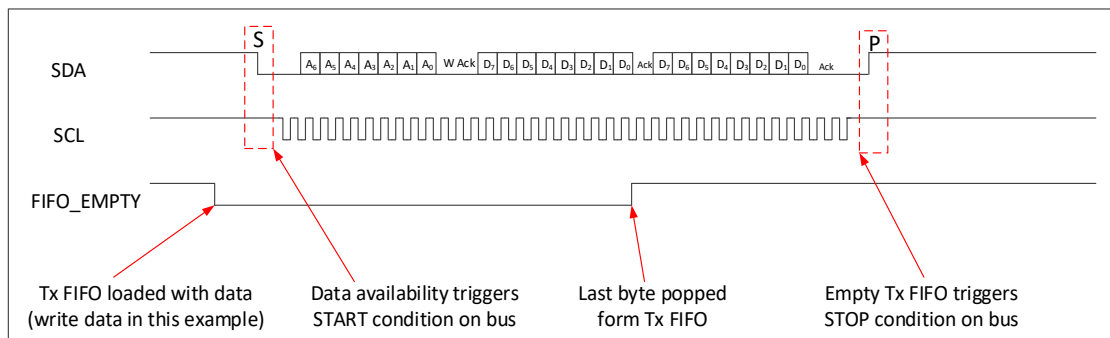 S
P
SDA
A6 A5 A4 A3 A2 A1 A0 W Ack D7 D6 D5 D4 D3 D2 D1 D0 Ack D7 D6 D5 D4 D3 D2 D1 D0 Ack
SCL
FIFO_EMPTY
Tx FIFO loaded with data
(write data in this example)
Data availability triggers
START condition on bus
Last byte popped
form Tx FIFO
Empty Tx FIFO triggers
STOP condition on bus